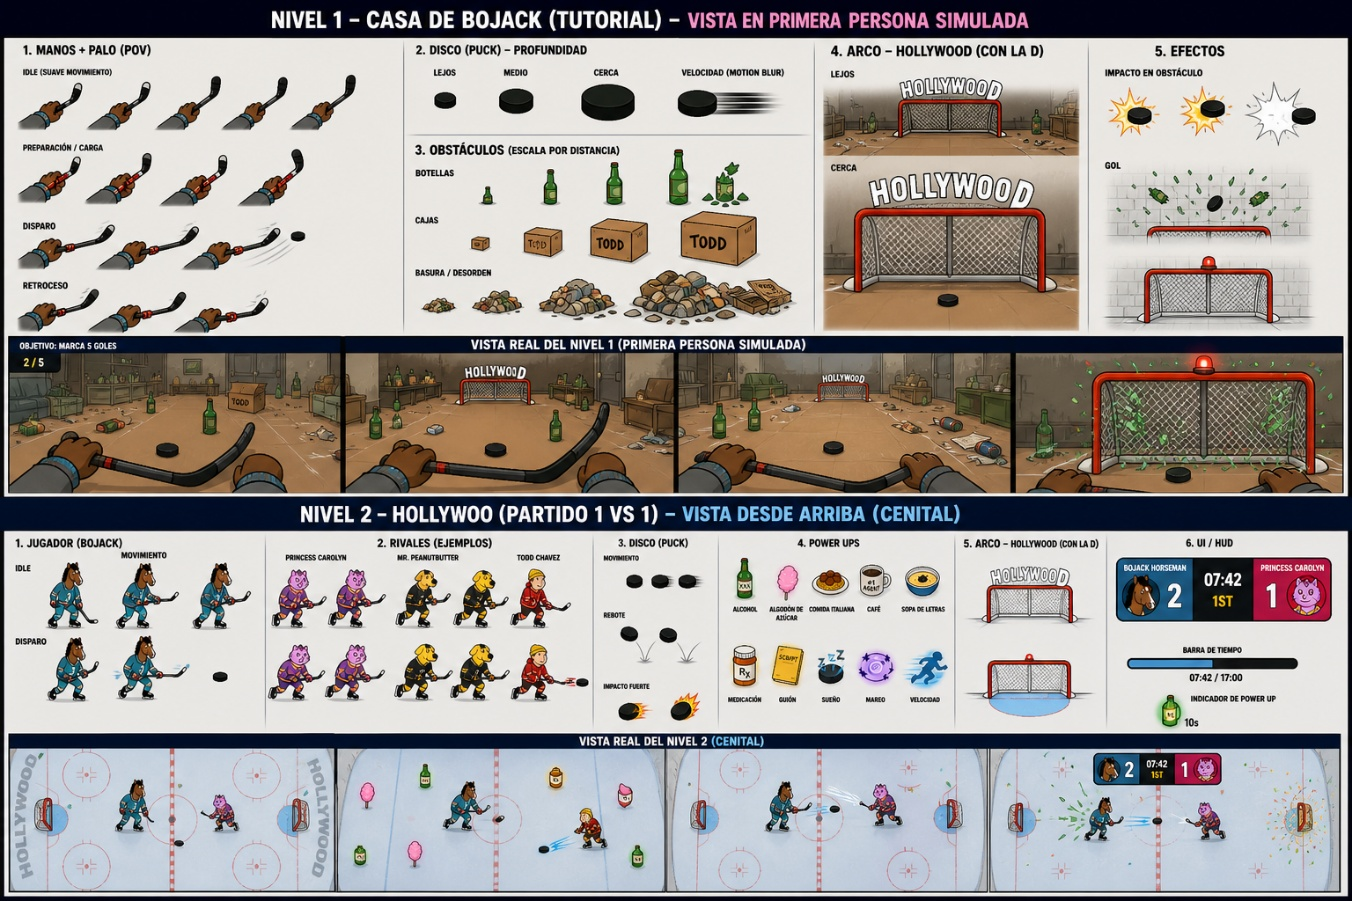 NIVEL 1 – CASA DE BOJACK (TUTORIAL) – VISTA EN PRIMERA PERSONA SIMULADA
1. MANOS + PALO (POV)
IDLE (SUAVE MOVIMIENTO)
PREPARACIÓN / CARGA
DISPARO
RETROCESO
2. DISCO (PUCK) – PROFUNDIDAD
LEJOS
MEDIO
CERCA
VELOCIDAD (MOTION BLUR)
3. OBSTÁCULOS (ESCALA POR DISTANCIA)
BOTELLAS
CAJAS
TODD
TODD
TODD
BASURA / DESORDEN
4. ARCO – HOLLYWOOD (CON LA D)
LEJOS
HOLLYWOOD
CERCA
HOLLYWOOD
5. EFECTOS
IMPACTO EN OBSTÁCULO
GOL
VISTA REAL DEL NIVEL 1 (PRIMERA PERSONA SIMULADA)
OBJETIVO: MARCA 5 GOLES
2 / 5
TODD
HOLLYWOOD
HOLLYWOOD
NIVEL 2 – HOLLYWOO (PARTIDO 1 VS 1) – VISTA DESDE ARRIBA (CENITAL)
1. JUGADOR (BOJACK)
IDLE
MOVIMIENTO
DISPARO
2. RIVALES (EJEMPLOS)
PRINCESS CAROLYN
MR. PEANUTBUTTER
TODD CHAVEZ
3. DISCO (PUCK)
MOVIMIENTO
REBOTE
IMPACTO FUERTE
4. POWER UPS
XXX
#1
AGENT
ALCOHOL
ALGODÓN DE
AZÚCAR
COMIDA ITALIANA
CAFÉ
SOPA DE LETRAS
Rx
SCRIPT
Z Z Z
MEDICACIÓN
GUIÓN
SUEÑO
MAREO
VELOCIDAD
5. ARCO – HOLLYWOOD (CON LA D)
HOLLYWOOD
6. UI / HUD
BOJACK HORSEMAN
2
07:42
1ST
PRINCESS CAROLYN
1
BARRA DE TIEMPO
07:42 / 17:00
INDICADOR DE POWER UP
10s
VISTA REAL DEL NIVEL 2 (CENITAL)
HOLLYWOOD
HOLLYWOOD
2
07:42
1ST
1